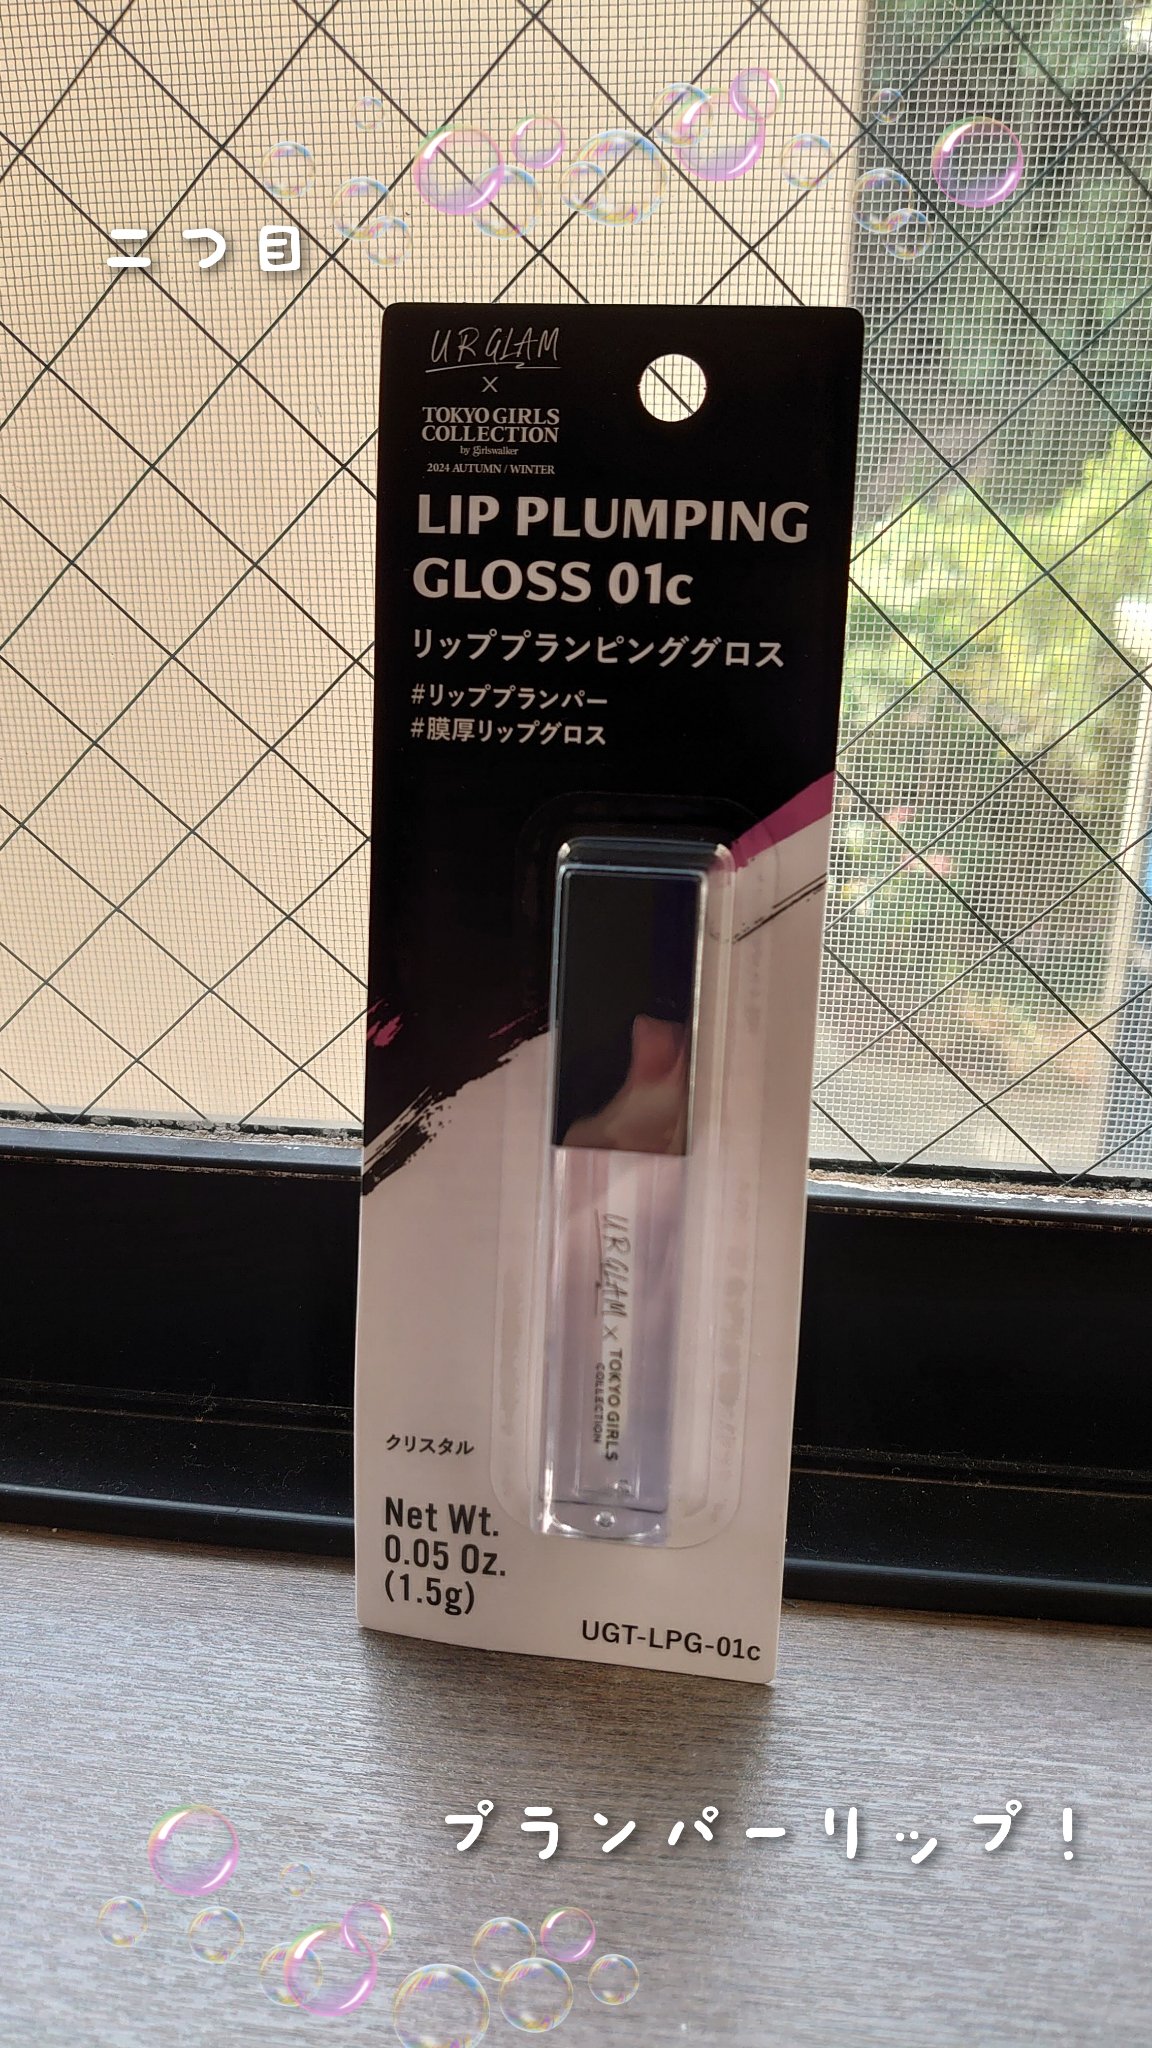 二つ目
UR GLAM
×
TOKYO GIRLS
COLLECTION
by girlswalker
2024 AUTUMN / WINTER
LIP PLUMPING
GLOSS 01c
リッププランピンググロス
#リッププランパー
#膜厚リップグロス
UR GLAM × TOKYO GIRLS
COLLECTION
クリスタル
Net Wt.
0.05 Oz.
(1.5g)
UGT-LPG-01c
プランパーリップ！